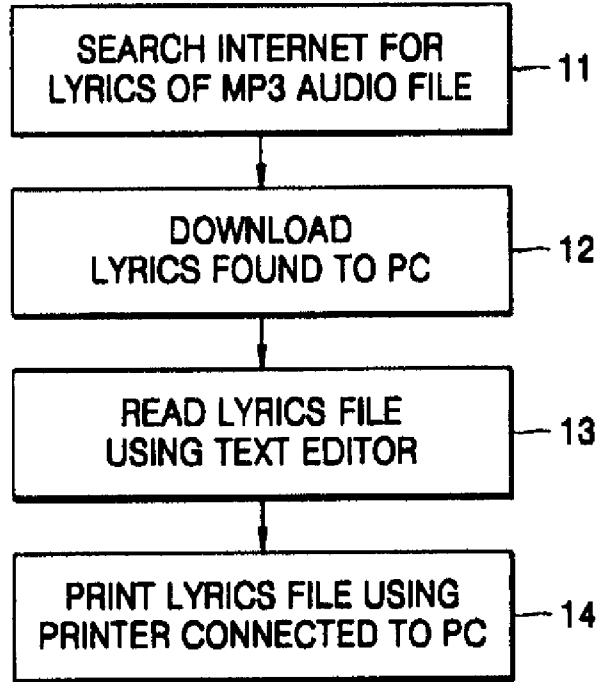 SEARCH INTERNET FOR
LYRICS OF MP3 AUDIO FILE
11
DOWNLOAD
LYRICS FOUND TO PC
12
READ LYRICS FILE
USING TEXT EDITOR
13
PRINT LYRICS FILE USING
PRINTER CONNECTED TO PC
14